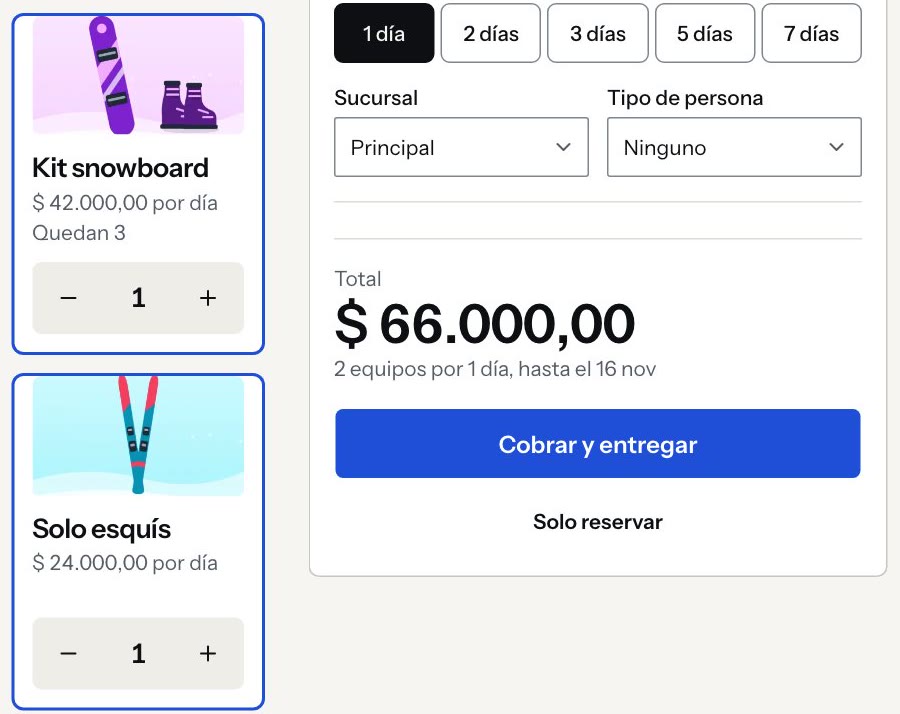 Kit snowboard
$ 42.000,00 por día
Quedan 3
− 1 +
Solo esquís
$ 24.000,00 por día
− 1 +
1 día
2 días
3 días
5 días
7 días
Sucursal
Principal
Tipo de persona
Ninguno
Total
$ 66.000,00
2 equipos por 1 día, hasta el 16 nov
Cobrar y entregar
Solo reservar